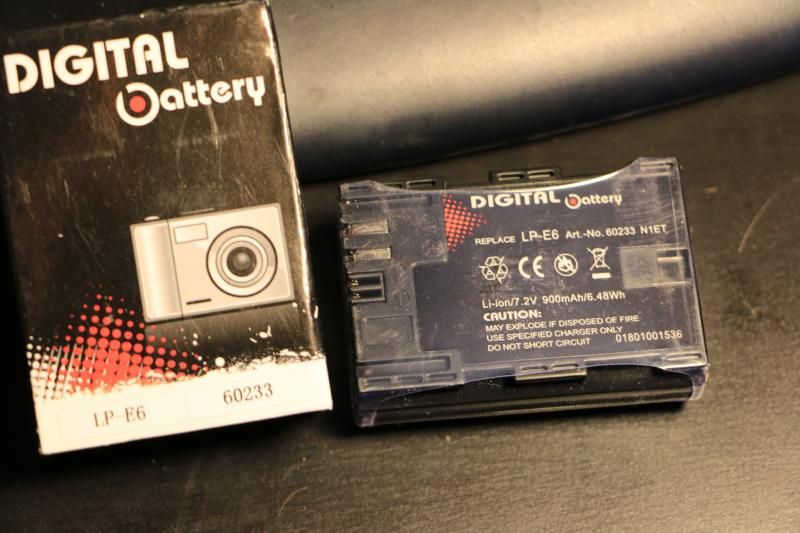 DIGITAL
battery
LP-E6 60233
DIGITAL battery
REPLACE LP-E6 ART.-No. 60233 N1ET
CE
Li-ion/7.2V 900mAh/6.48Wh
CAUTION:
MAY EXPLODE IF DISPOSED OF FIRE
USE SPECIFIED CHARGER ONLY
DO NOT SHORT CIRCUIT 01801001536